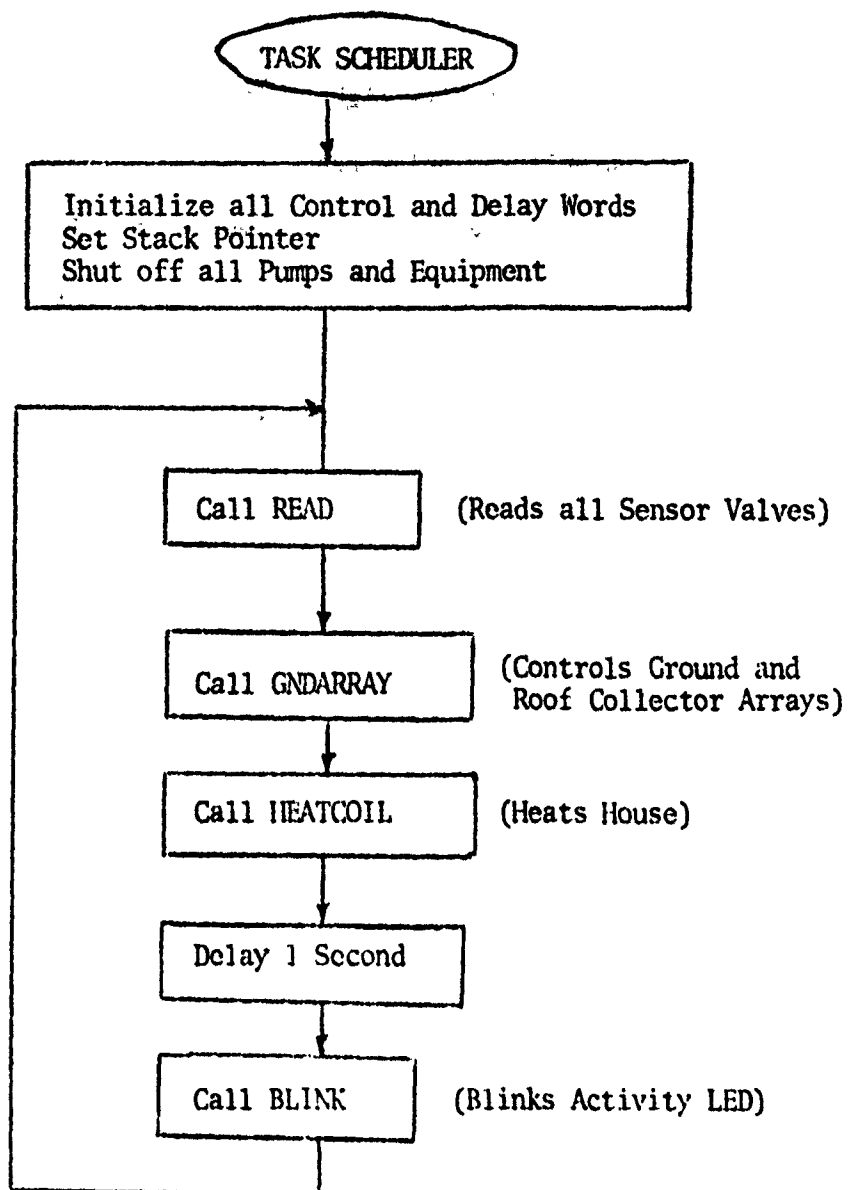 TASK SCHEDULER
Initialize all Control and Delay Words
Set Stack Pointer
Shut off all Pumps and Equipment
Call READ
(Reads all Sensor Valves)
Call GNDARRAY
(Controls Ground and
Roof Collector Arrays)
Call HEATCOIL
(Heats House)
Delay 1 Second
Call BLINK
(Blinks Activity LED)